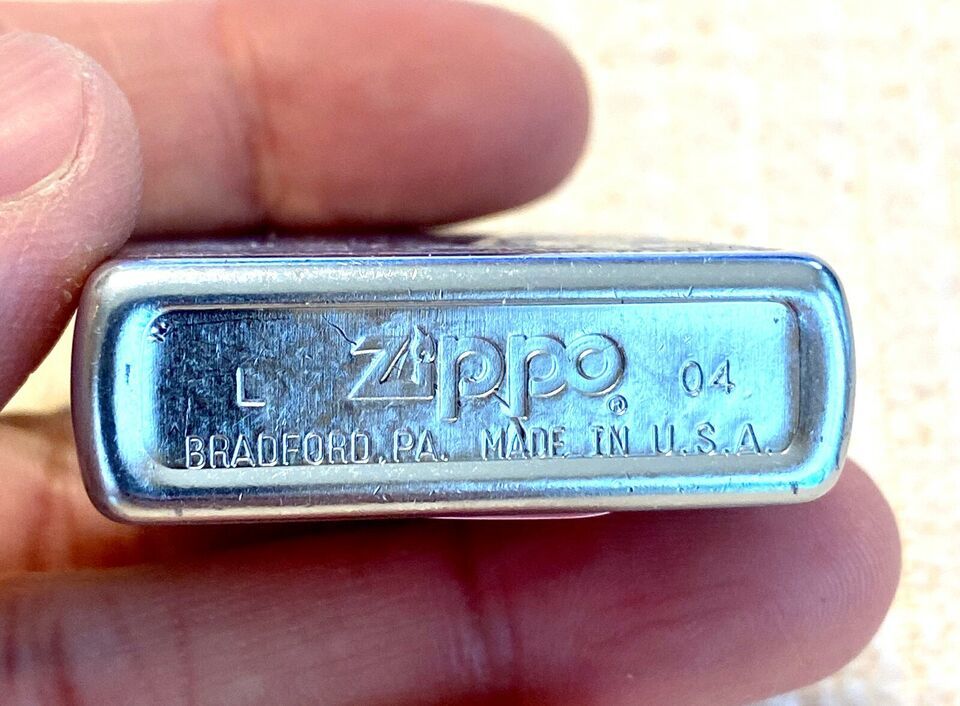 L Zippo® 04
BRADFORD, PA. MADE IN U.S.A.